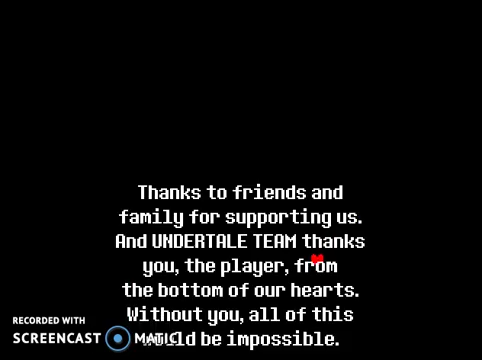 Thanks to friends and
family for supporting us.
And UNDERTALE TEAM thanks
you, the player, from
the bottom of our hearts.
Without you, all of this
would be impossible.
RECORDED WITH
SCREENCAST MATIC